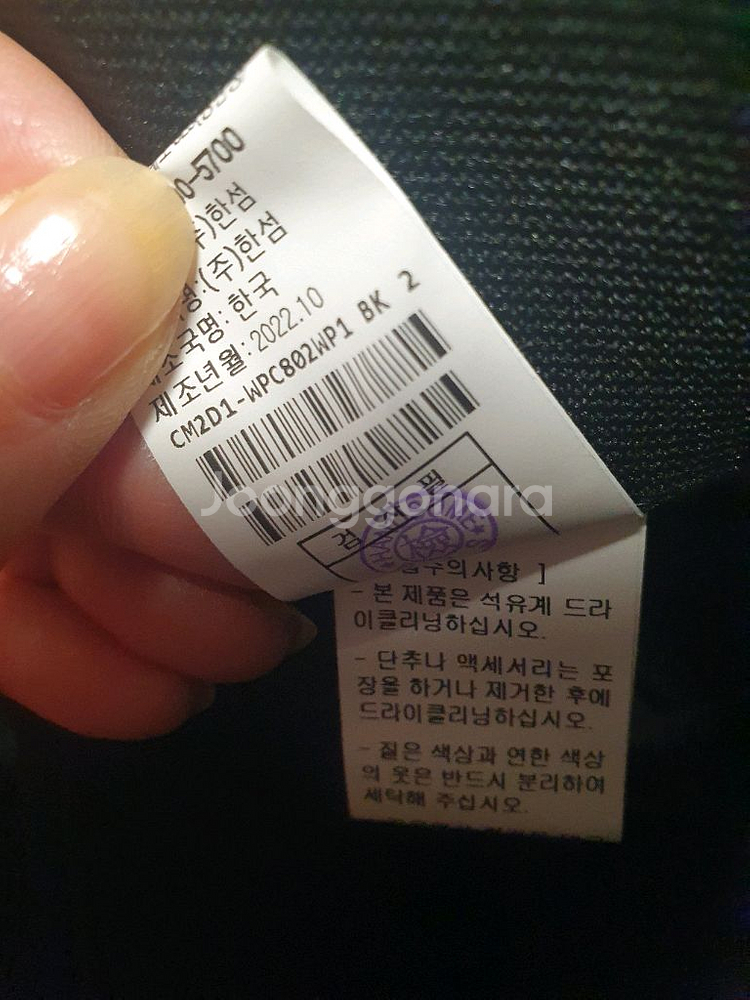 0-5700
(주)한섬
명:(주)한섬
제조국명: 한국
제조년월: 2022.10
CM2D1-WPC802WP1 BK 2
Joonggonara
검 사 필
주의사항 ]
- 본 제품은 석유계 드라
이클리닝하십시오.
- 단추나 액세서리는 포
장을 하거나 제거한 후에
드라이클리닝하십시오.
- 짙은 색상과 연한 색상
의 옷은 반드시 분리하여
세탁해 주십시오.